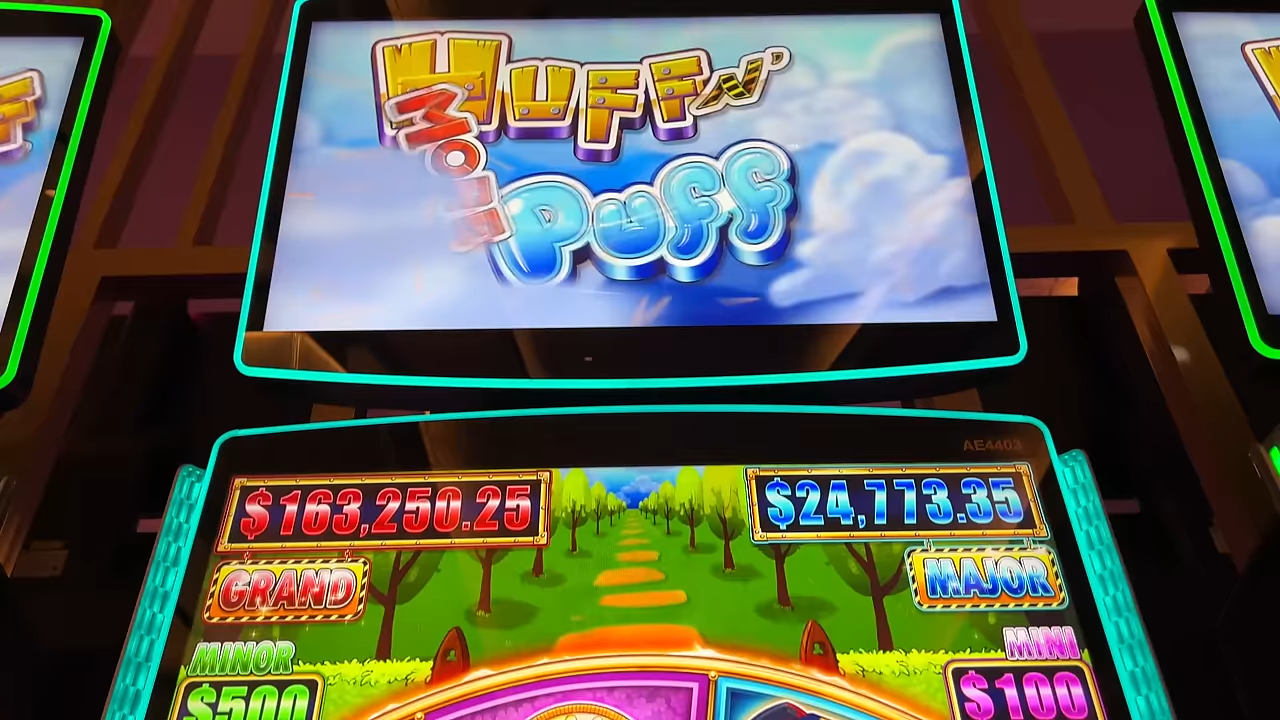 HUFF N'
MORE
PUFF
AE4403
$163,250.25
$24,773.35
GRAND
MAJOR
MINOR
MINI
$500
$100